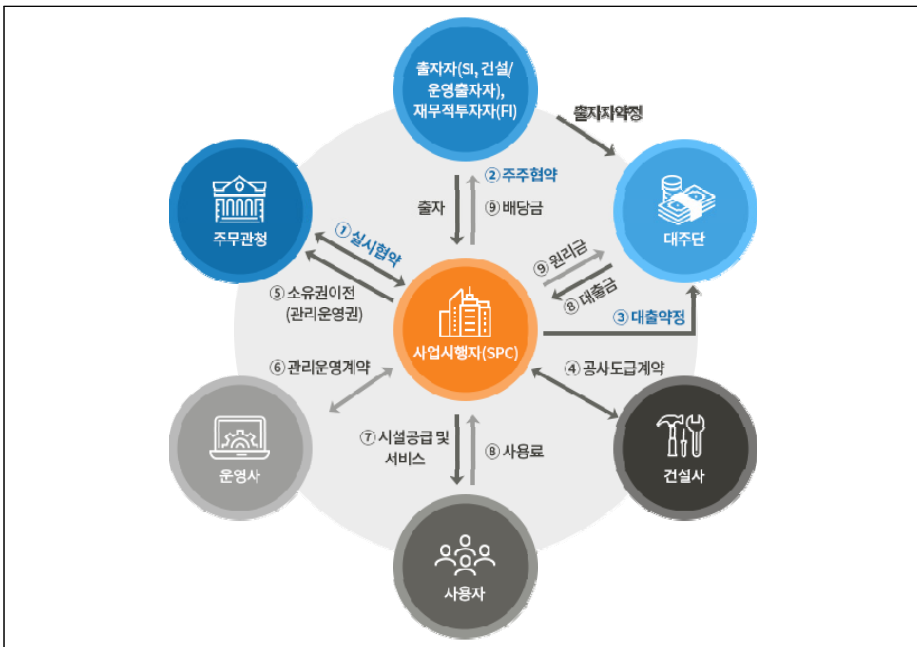 출자자(SI, 건설/
운영출자자),
재무적투자자(FI)
출자자약정
② 주주협약
출자
⑨ 배당금
주무관청
대주단
① 실시협약
⑨ 원리금
⑧ 대출금
⑤ 소유권이전
(관리운영권)
③ 대출약정
사업시행자(SPC)
⑥ 관리운영계약
④ 공사도급계약
⑦ 시설공급 및
서비스
⑧ 사용료
운영사
건설사
사용자